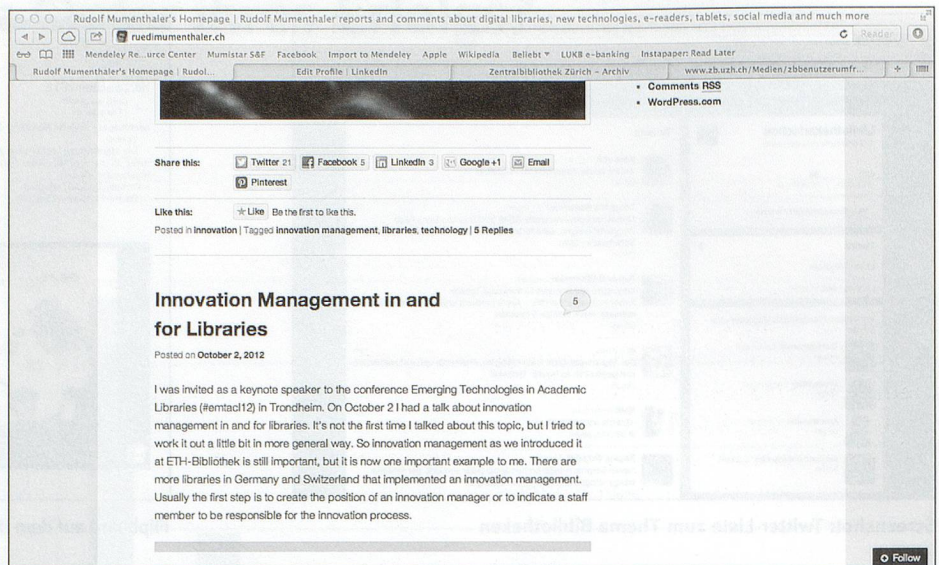 Rudolf Mumenthaler's Homepage | Rudolf Mumenthaler reports and comments about digital libraries, new technologies, e-readers, tablets, social media and much more
ruedimumenthaler.ch
Reader
Mendeley Re...urce Center Mumistar S&F Facebook Import to Mendeley Apple Wikipedia Beliebt LUKB e-banking Instapaper: Read Later
Rudolf Mumenthaler's Homepage | Rudol... Edit Profile | LinkedIn Zentralbibliothek Zürich – Archiv www.zb.uzh.ch/Medien/zbbenutzerumfr... +
Comments RSS
WordPress.com
Share this: Twitter 21 Facebook 5 LinkedIn 3 Google +1 Email
Pinterest
Like this: Like Be the first to like this.
Posted in innovation | Tagged innovation management, libraries, technology | 5 Replies
Innovation Management in and 5
for Libraries
Posted on October 2, 2012
I was invited as a keynote speaker to the conference Emerging Technologies in Academic
Libraries (#emtacl12) in Trondheim. On October 2 I had a talk about innovation
management in and for libraries. It's not the first time I talked about this topic, but I tried to
work it out a little bit in more general way. So innovation management as we introduced it
at ETH-Bibliothek is still important, but it is now one important example to me. There are
more libraries in Germany and Switzerland that implemented an innovation management.
Usually the first step is to create the position of an innovation manager or to indicate a staff
member to be responsible for the innovation process.
Follow